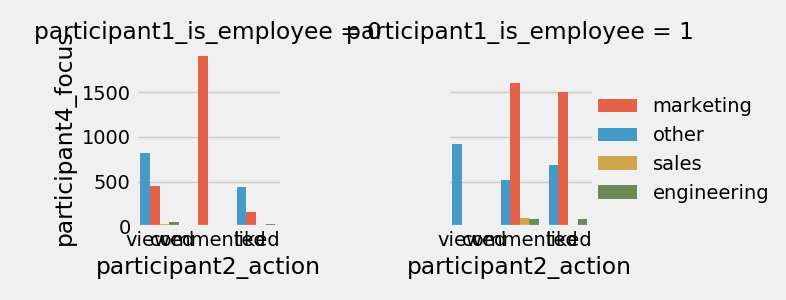 participant1_is_employee = 0
participant1_is_employee = 1
participant4_focus
1500
1000
500
0
viewed commented liked
viewed commented liked
participant2_action
participant2_action
marketing
other
sales
engineering